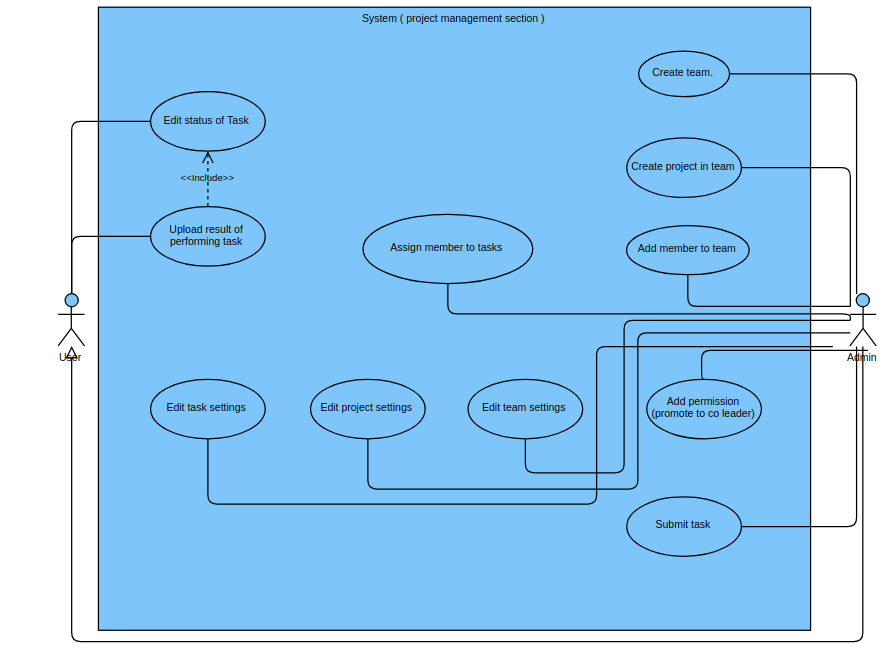 System ( project management section )
Create team.
Edit status of Task
Create project in team
<<Include>>
Upload result of
performing task
Assign member to tasks
Add member to team
User
Admin
Edit task settings
Edit project settings
Edit team settings
Add permission
(promote to co leader)
Submit task